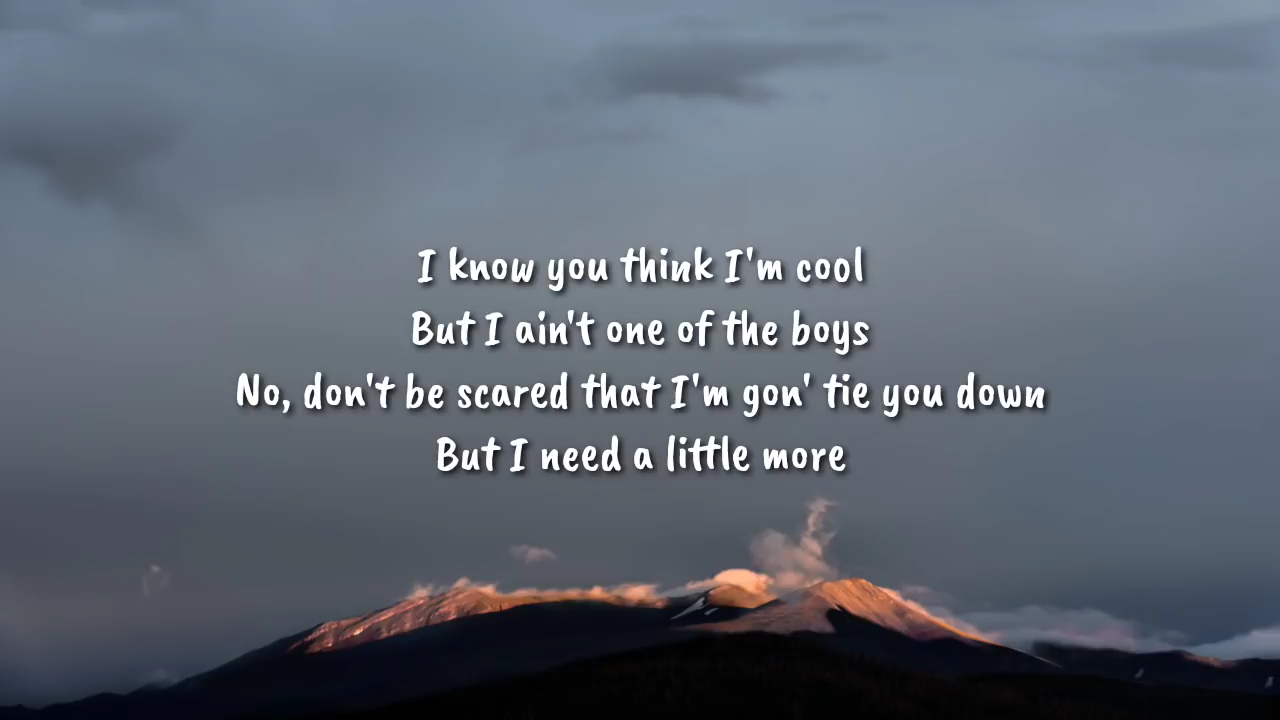 I know you think I'm cool
But I ain't one of the boys
No, don't be scared that I'm gon' tie you down
But I need a little more